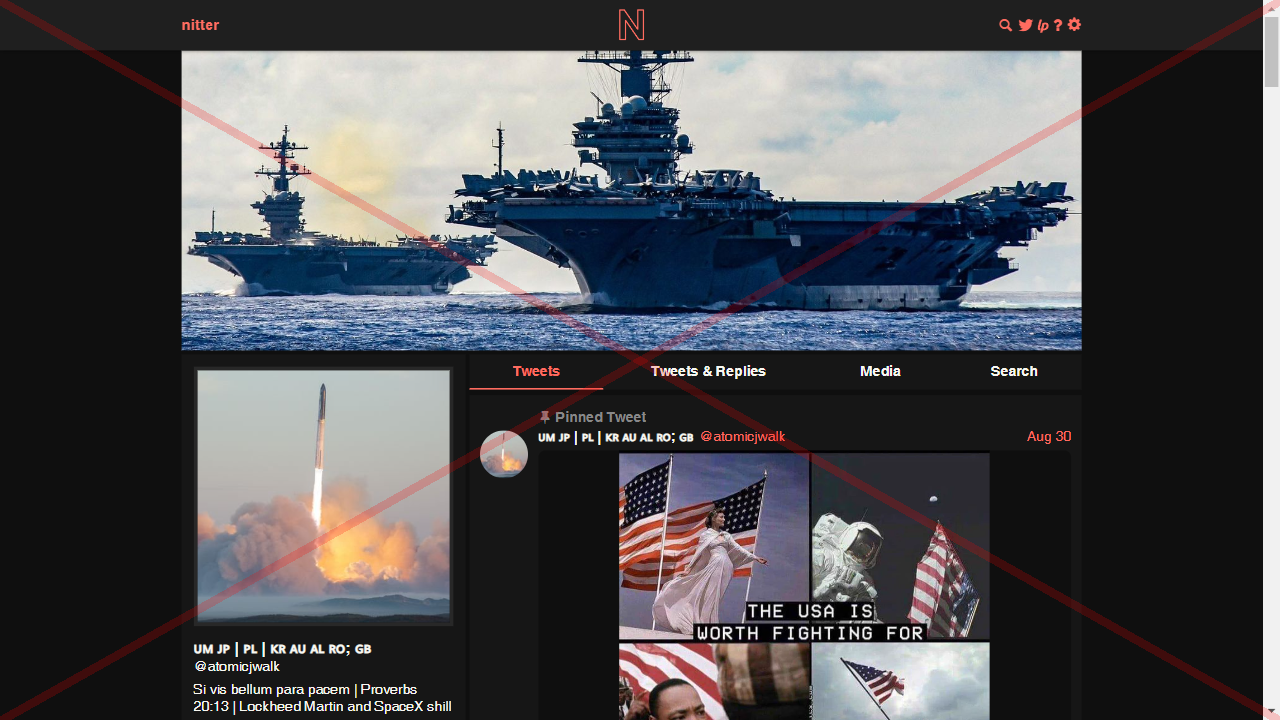 nitter
N
lp ?
Tweets Tweets & Replies Media Search
Pinned Tweet
UM JP | PL | KR AU AL RO; GB @atomicjwalk Aug 30
THE USA IS
WORTH FIGHTING FOR
UM JP | PL | KR AU AL RO; GB
@atomicjwalk
Si vis bellum para pacem | Proverbs
20:13 | Lockheed Martin and SpaceX shill